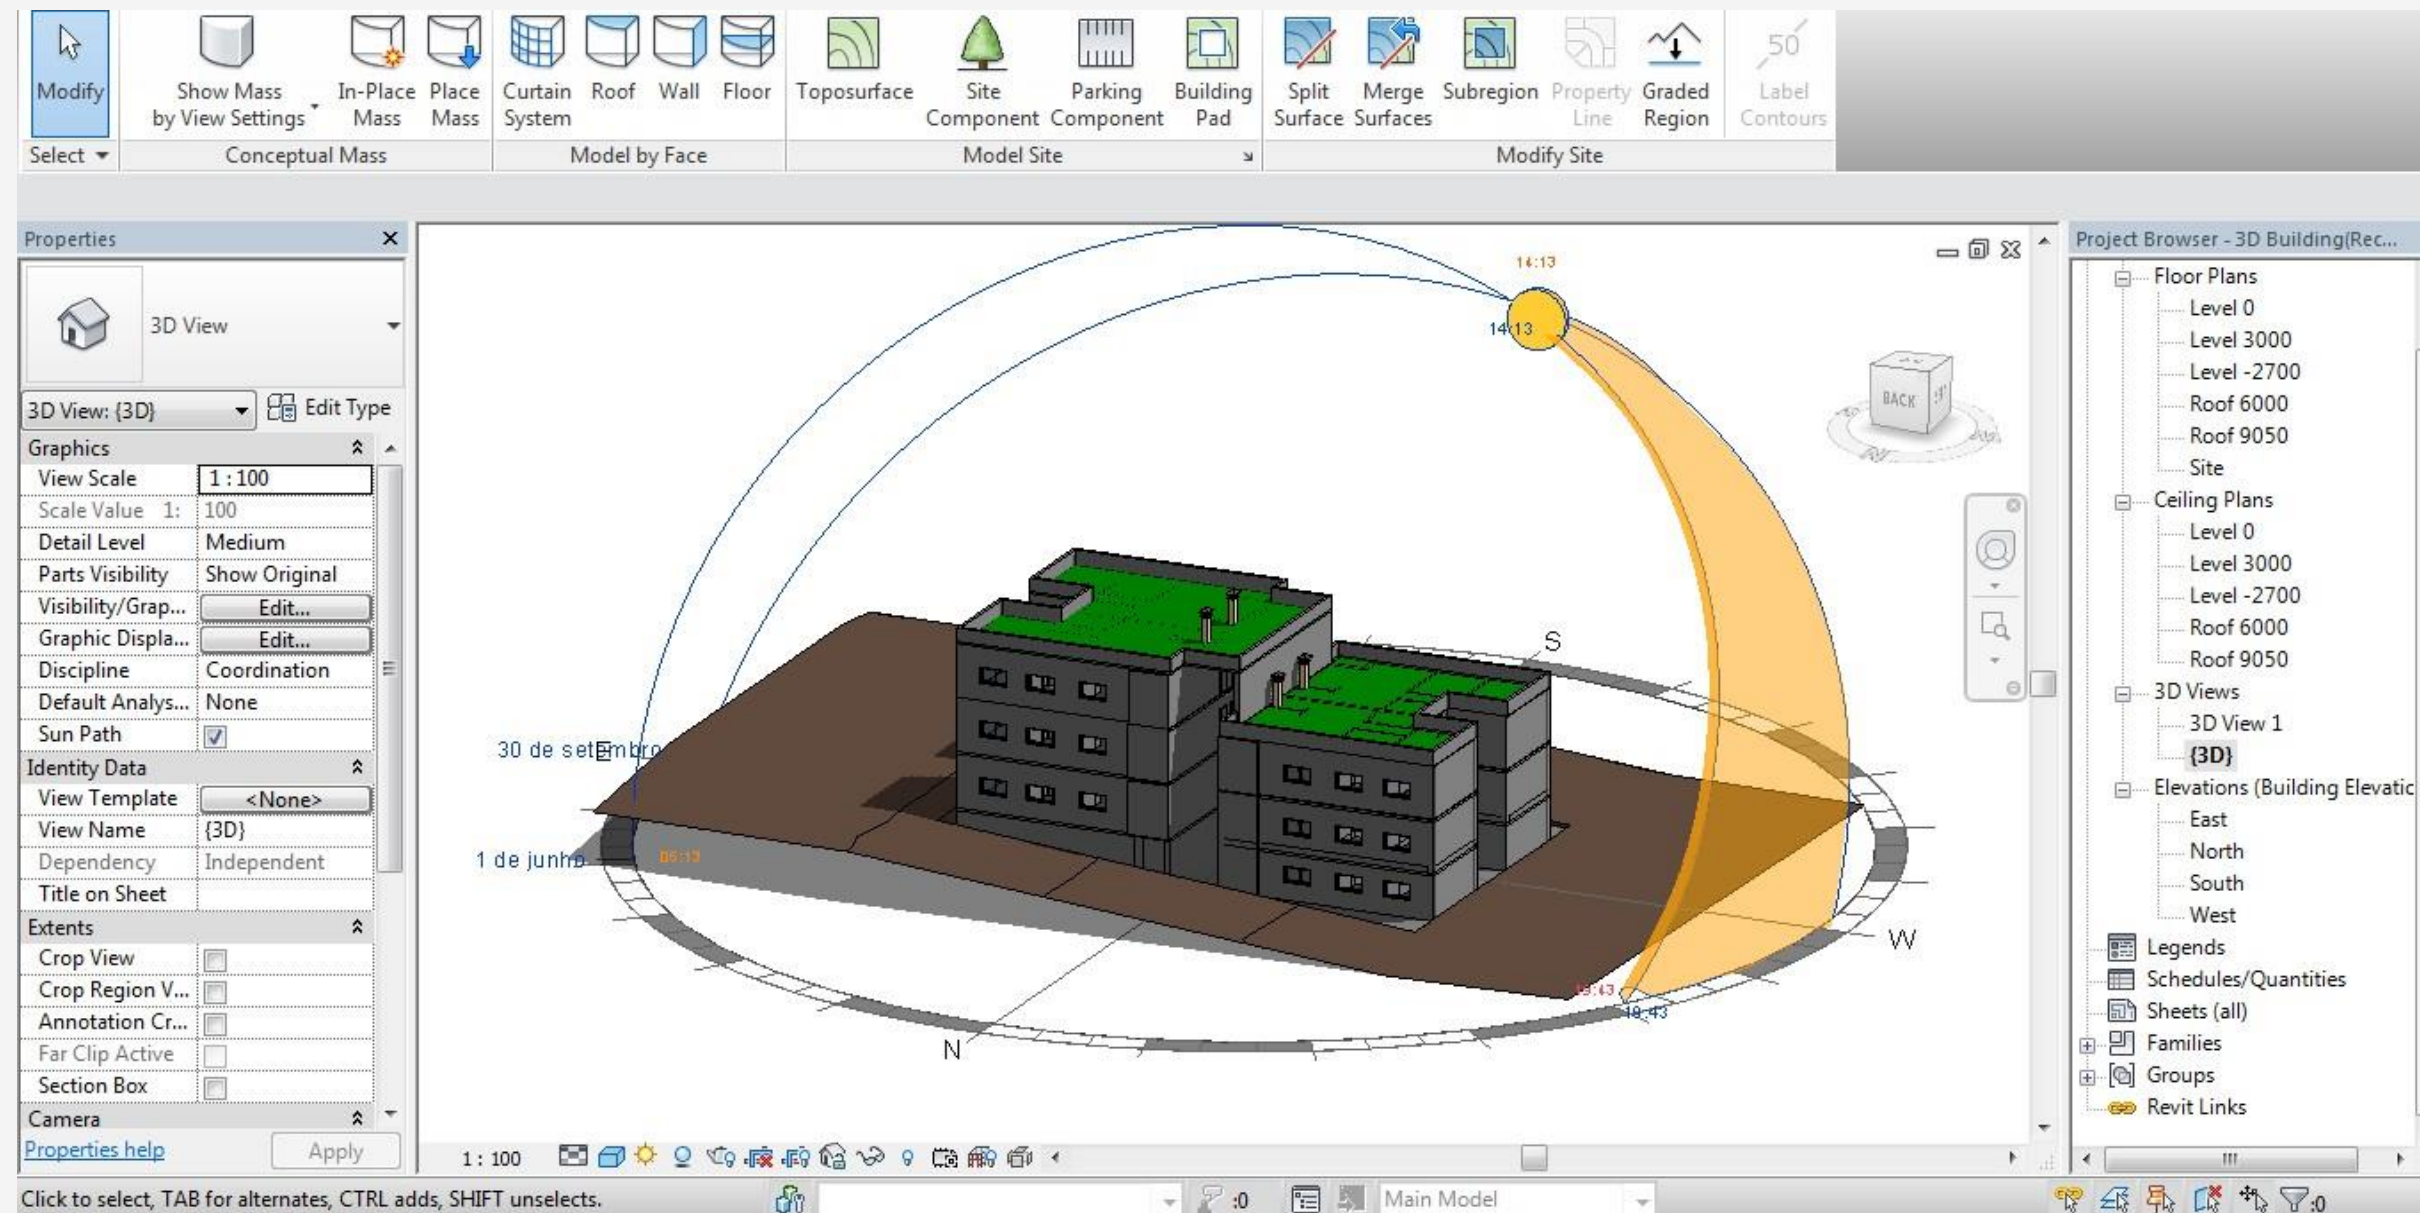 Modify
Show Mass
by View Settings
In-Place
Mass
Place
Mass
Curtain
System
Roof
Wall
Floor
Toposurface
Site
Component
Parking
Component
Building
Pad
Split
Surface
Merge
Surfaces
Subregion
Property
Line
Graded
Region
50
Label
Contours
Select
Conceptual Mass
Model by Face
Model Site
Modify Site
Properties
3D View
3D View: {3D}
Edit Type
Graphics
View Scale 1 : 100
Scale Value 1: 100
Detail Level Medium
Parts Visibility Show Original
Visibility/Grap... Edit...
Graphic Displa... Edit...
Discipline Coordination
Default Analys... None
Sun Path
Identity Data
View Template <None>
View Name {3D}
Dependency Independent
Title on Sheet
Extents
Crop View
Crop Region V...
Annotation Cr...
Far Clip Active
Section Box
Camera
Properties help
Apply
14:13
14:13
BACK
S
30 de setembro
E
1 de junho
W
19:43
N
1 : 100
Project Browser - 3D Building(Rec...
Floor Plans
Level 0
Level 3000
Level -2700
Roof 6000
Roof 9050
Site
Ceiling Plans
Level 0
Level 3000
Level -2700
Roof 6000
Roof 9050
3D Views
3D View 1
{3D}
Elevations (Building Elevatic
East
North
South
West
Legends
Schedules/Quantities
Sheets (all)
Families
Groups
Revit Links
Click to select, TAB for alternates, CTRL adds, SHIFT unselects.
:0
Main Model
:0